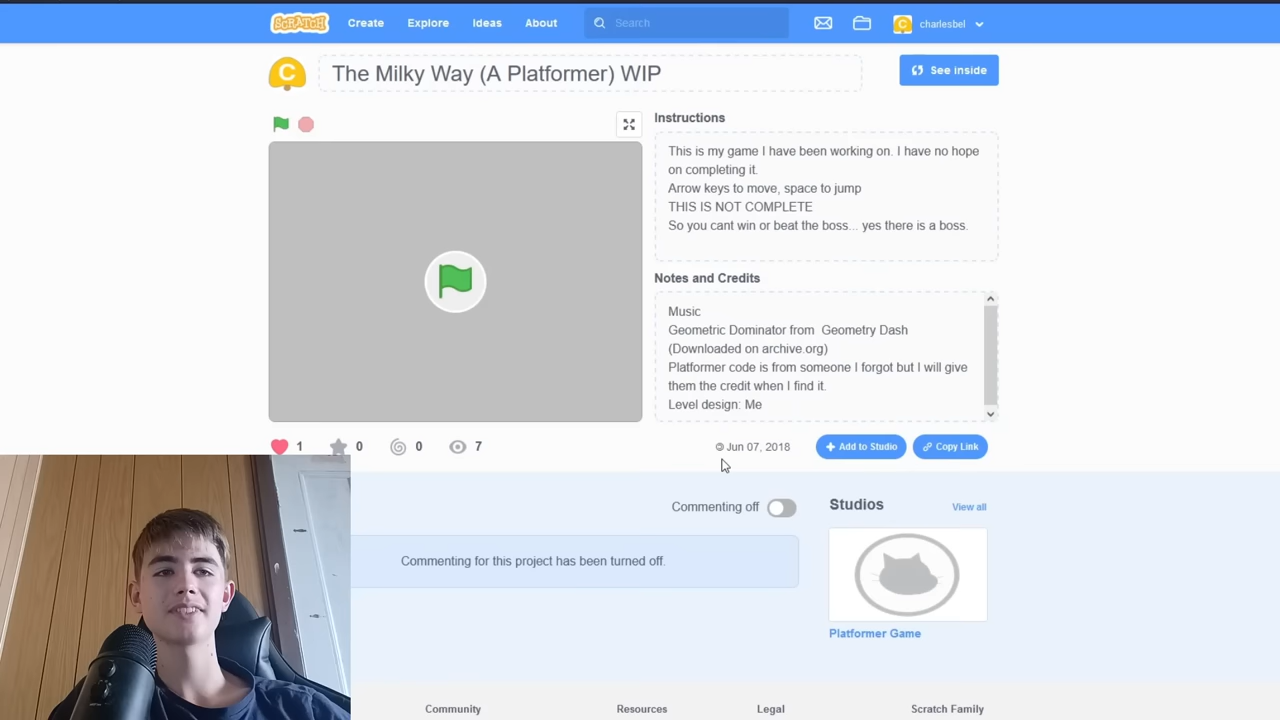 SCRATCH
Create
Explore
Ideas
About
Search
C
charlesbel
C
The Milky Way (A Platformer) WIP
See inside
Instructions
This is my game I have been working on. I have no hope
on completing it.
Arrow keys to move, space to jump
THIS IS NOT COMPLETE
So you cant win or beat the boss... yes there is a boss.
Notes and Credits
Music
Geometric Dominator from Geometry Dash
(Downloaded on archive.org)
Platformer code is from someone I forgot but I will give
them the credit when I find it.
Level design: Me
1
0
0
7
© Jun 07, 2018
Add to Studio
Copy Link
Commenting off
Commenting for this project has been turned off.
Studios
View all
Platformer Game
Community
Resources
Legal
Scratch Family